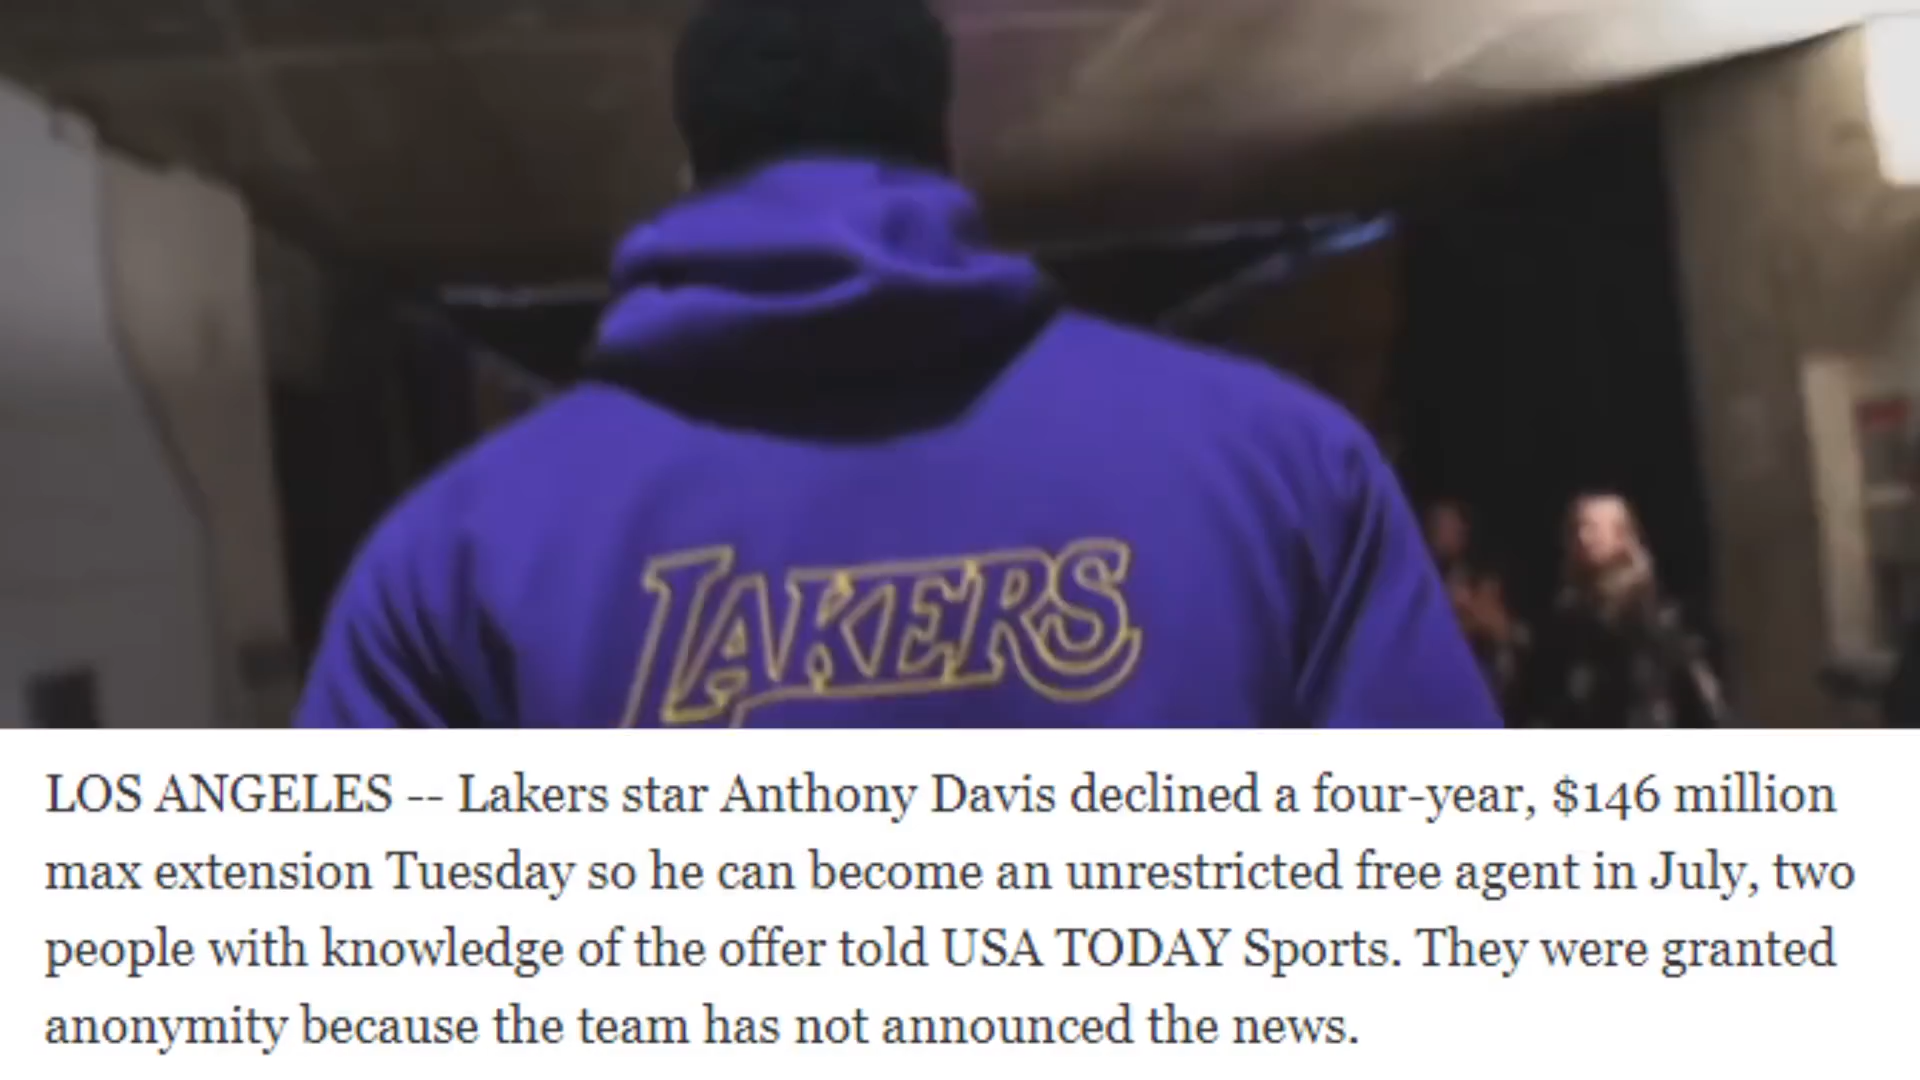 LAKERS
LOS ANGELES -- Lakers star Anthony Davis declined a four-year, $146 million
max extension Tuesday so he can become an unrestricted free agent in July, two
people with knowledge of the offer told USA TODAY Sports. They were granted
anonymity because the team has not announced the news.